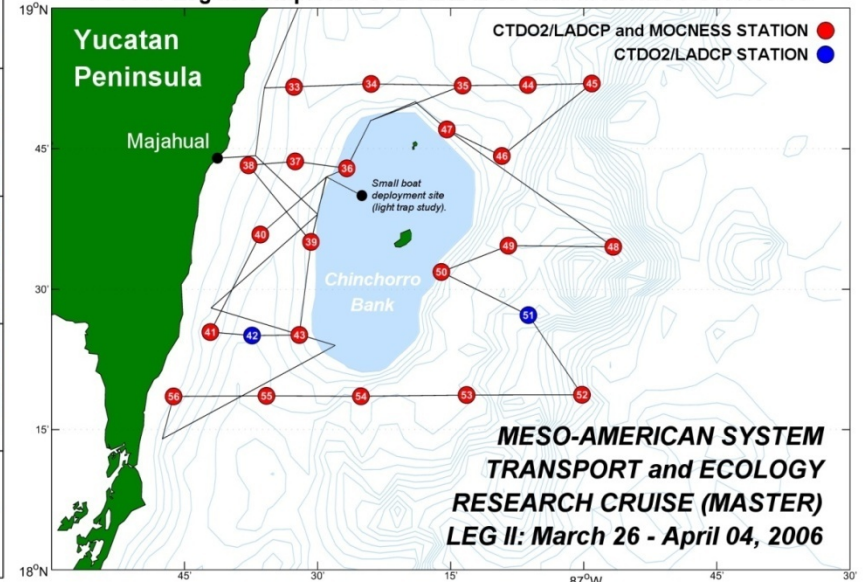 19°N
Yucatan
Peninsula
CTDO2/LADCP and MOCNESS STATION
CTDO2/LADCP STATION
33
34
35
44
45
Majahual
45'
38
37
36
47
46
Small boat
deployment site
(light trap study).
40
39
49
48
50
30'
Chinchorro
Bank
51
41
42
43
56
55
54
53
52
15'
MESO-AMERICAN SYSTEM
TRANSPORT and ECOLOGY
RESEARCH CRUISE (MASTER)
LEG II: March 26 - April 04, 2006
18°N
45'
30'
15'
87°W
45'
30'